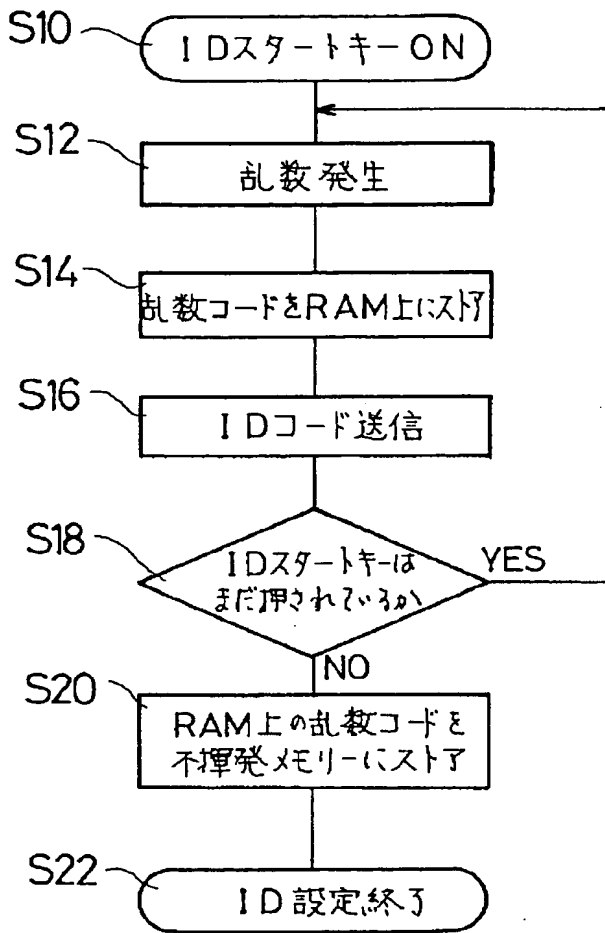 S10
IDスタートキーON
S12
乱数発生
S14
乱数コードをRAM上にストア
S16
IDコード送信
S18
IDスタートキーは
まだ押されているか
YES
NO
S20
RAM上の乱数コードを
不揮発メモリーにストア
S22
ID設定終了